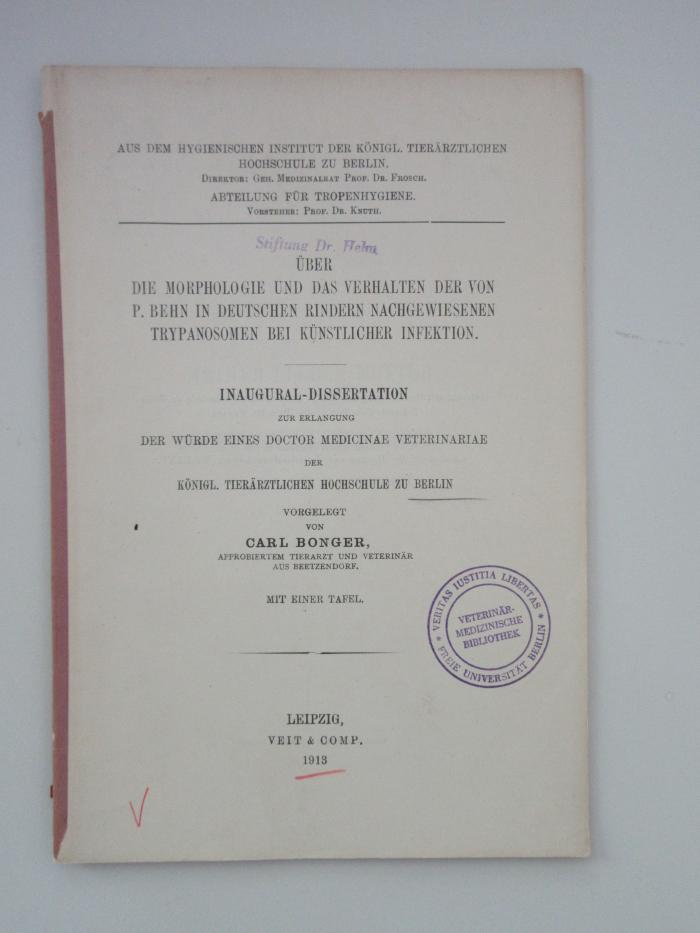 AUS DEM HYGIENISCHEN INSTITUT DER KÖNIGL. TIERÄRZTLICHEN
HOCHSCHULE ZU BERLIN.
DIREKTOR: GEH. MEDIZINALRAT PROF. DR. FROSCH.
ABTEILUNG FÜR TROPENHYGIENE.
VORSTEHER: PROF. DR. KNUTH.
Stiftung Dr. Helm
ÜBER
DIE MORPHOLOGIE UND DAS VERHALTEN DER VON
P. BEHN IN DEUTSCHEN RINDERN NACHGEWIESENEN
TRYPANOSOMEN BEI KÜNSTLICHER INFEKTION.
INAUGURAL-DISSERTATION
ZUR ERLANGUNG
DER WÜRDE EINES DOCTOR MEDICINAE VETERINARIAE
DER
KÖNIGL. TIERÄRZTLICHEN HOCHSCHULE ZU BERLIN
VORGELEGT
VON
CARL BONGER,
APPROBIERTEM TIERARZT UND VETERINÄR
AUS BEETZENDORF.
MIT EINER TAFEL.
* VERITAS IUSTITIA LIBERTAS *
FREIE UNIVERSITÄT BERLIN
VETERINÄR-
MEDIZINISCHE
BIBLIOTHEK
LEIPZIG,
VEIT & COMP.
1913